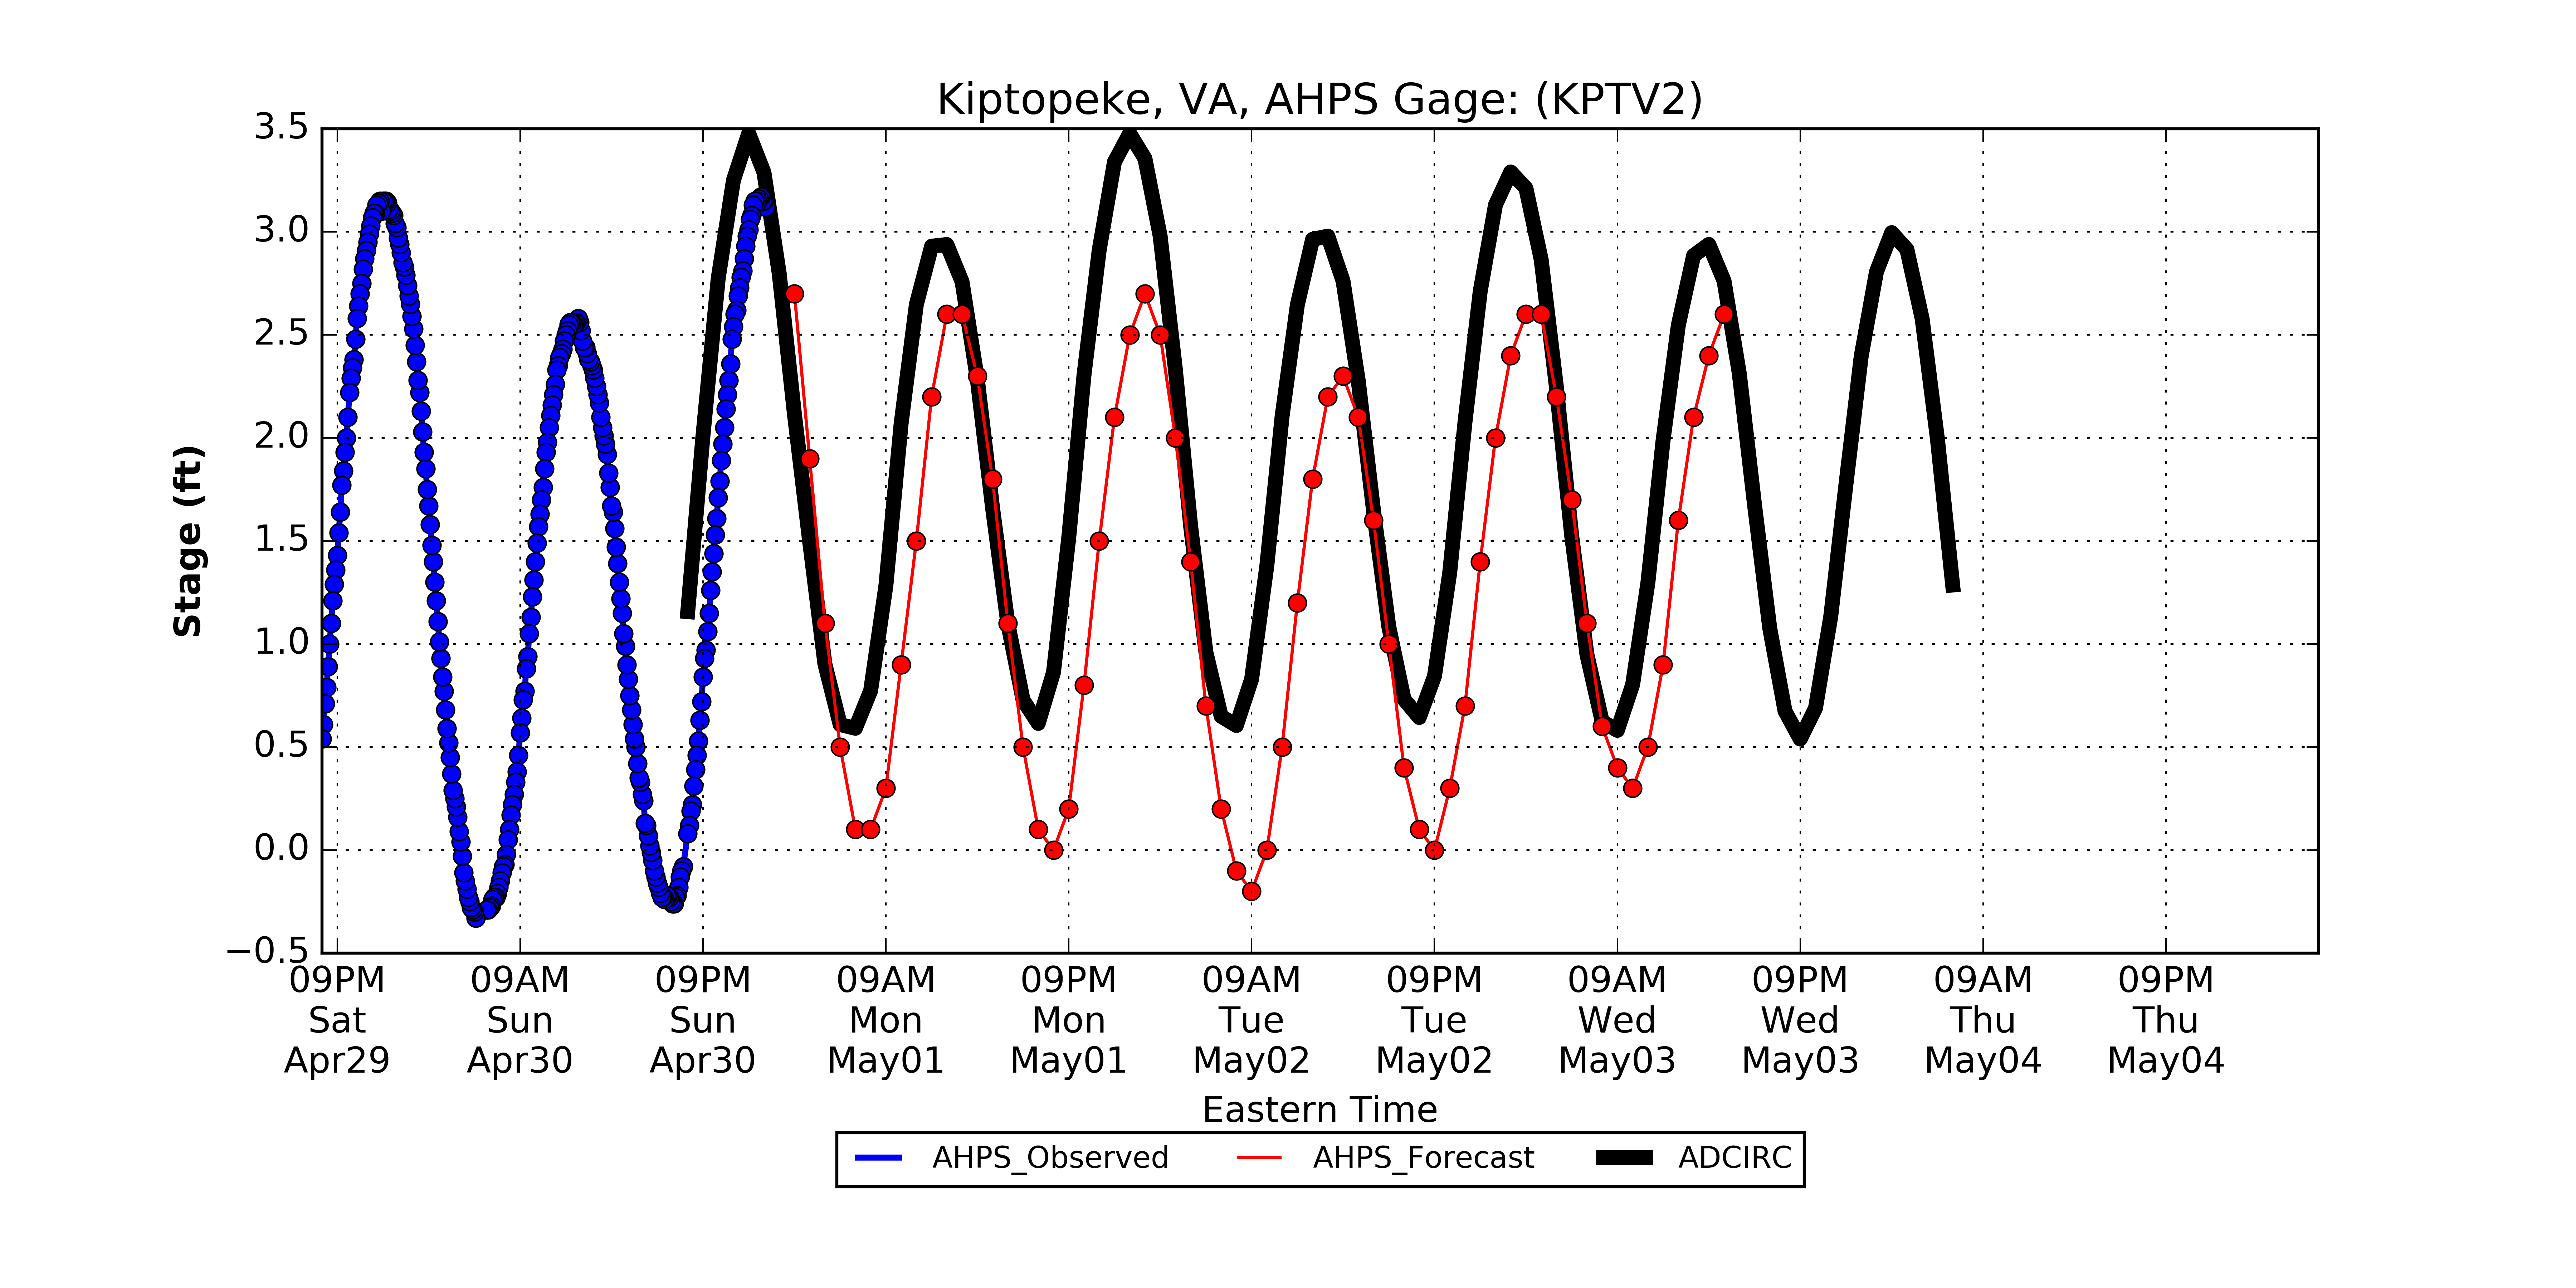 Kiptopeke, VA, AHPS Gage: (KPTV2)
Stage (ft)
3.5
3.0
2.5
2.0
1.5
1.0
0.5
0.0
−0.5
09PM 09AM 09PM 09AM 09PM 09AM 09PM 09AM 09PM 09AM 09PM
Sat Sun Sun Mon Mon Tue Tue Wed Wed Thu Thu
Apr29 Apr30 Apr30 May01 May01 May02 May02 May03 May03 May04 May04
Eastern Time
AHPS_Observed AHPS_Forecast ADCIRC